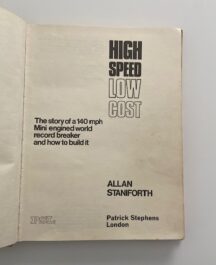 HIGH
SPEED
LOW
COST
The story of a 140 mph
Mini engined world
record breaker
and how to build it
ALLAN
STANIFORTH
Patrick Stephens
London